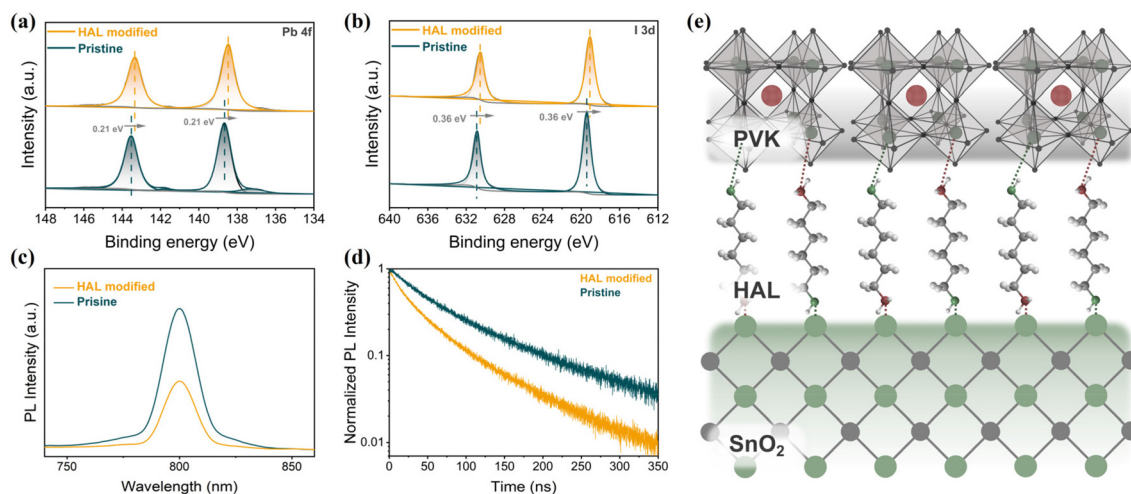 (a)
HAL modified
Pristine
Pb 4f
0.21 eV
0.21 eV
Intensity (a.u.)
148 146 144 142 140 138 136 134
Binding energy (eV)
(b)
HAL modified
Pristine
I 3d
0.36 eV
0.36 eV
Intensity (a.u.)
640 636 632 628 624 620 616 612
Binding energy (eV)
(c)
HAL modified
Prisine
PL Intensity (a.u.)
750 800 850
Wavelength (nm)
(d)
HAL modified
Pristine
Normalized PL Intensity
1
0.1
0.01
0 50 100 150 200 250 300 350
Time (ns)
(e)
PVK
HAL
SnO₂